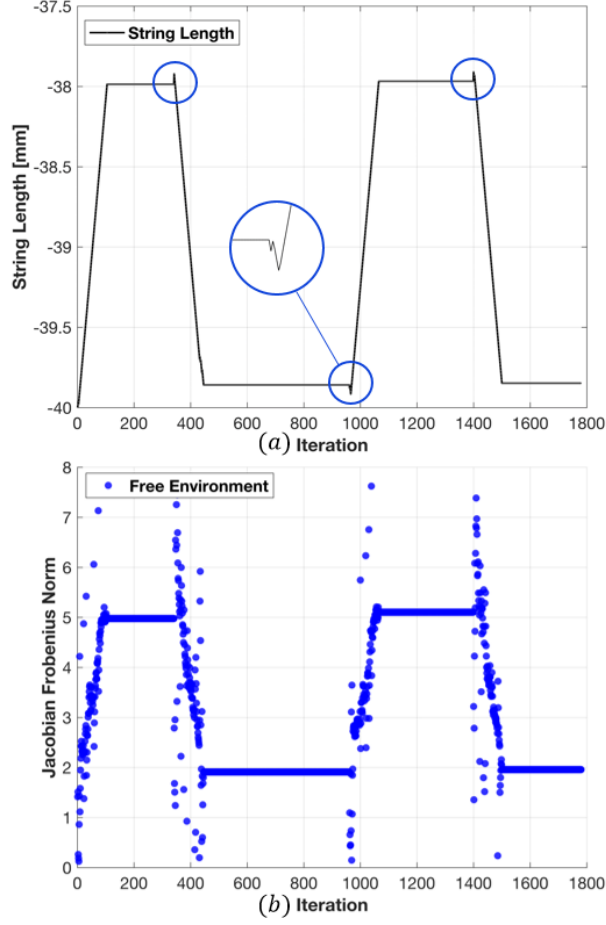 -37.5
String Length
-38
-38.5
String Length [mm]
-39
-39.5
-40
0 200 400 600 800 1000 1200 1400 1600 1800
(a) Iteration
8
Free Environment
7
6
5
Jacobian Frobenius Norm
4
3
2
1
0
0 200 400 600 800 1000 1200 1400 1600 1800
(b) Iteration